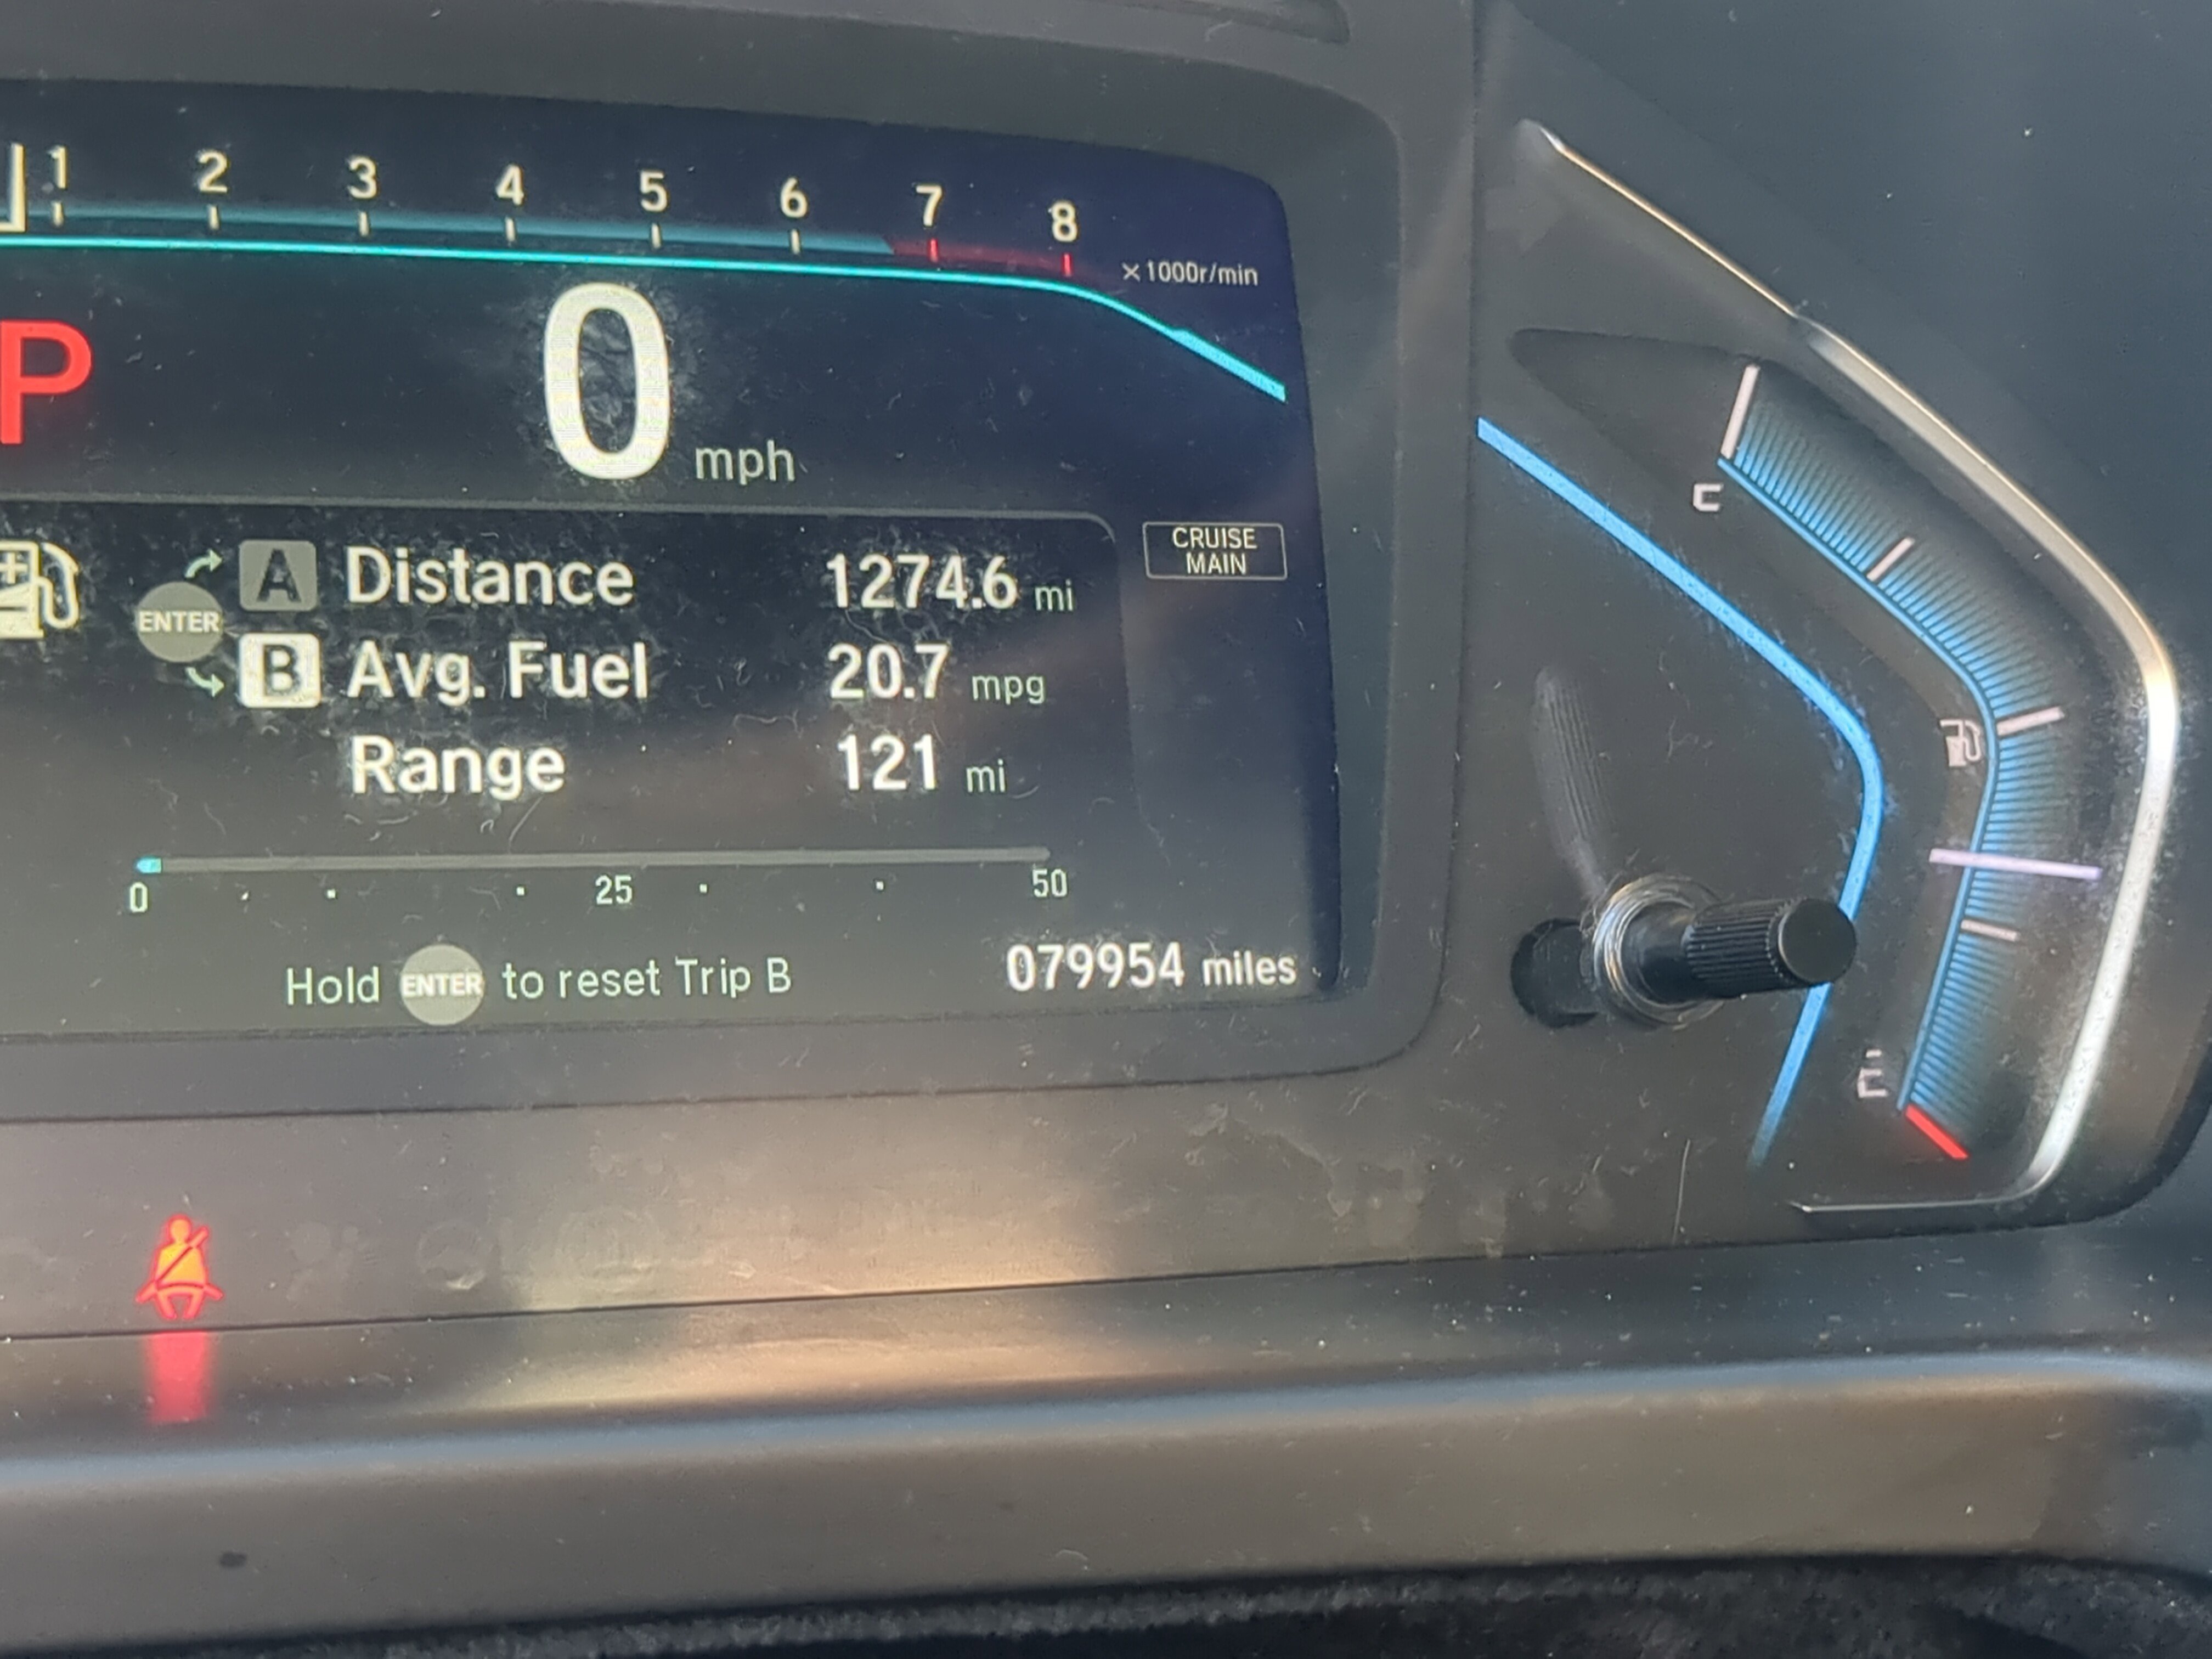 1 2 3 4 5 6 7 8
×1000r/min
P
0 mph
CRUISE
MAIN
A Distance 1274.6 mi
ENTER
B Avg. Fuel 20.7 mpg
Range 121 mi
0 25 50
Hold ENTER to reset Trip B
079954 miles
E